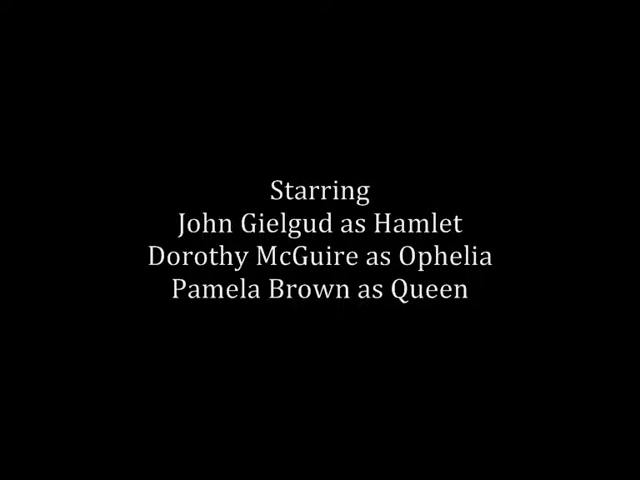 Starring
John Gielgud as Hamlet
Dorothy McGuire as Ophelia
Pamela Brown as Queen